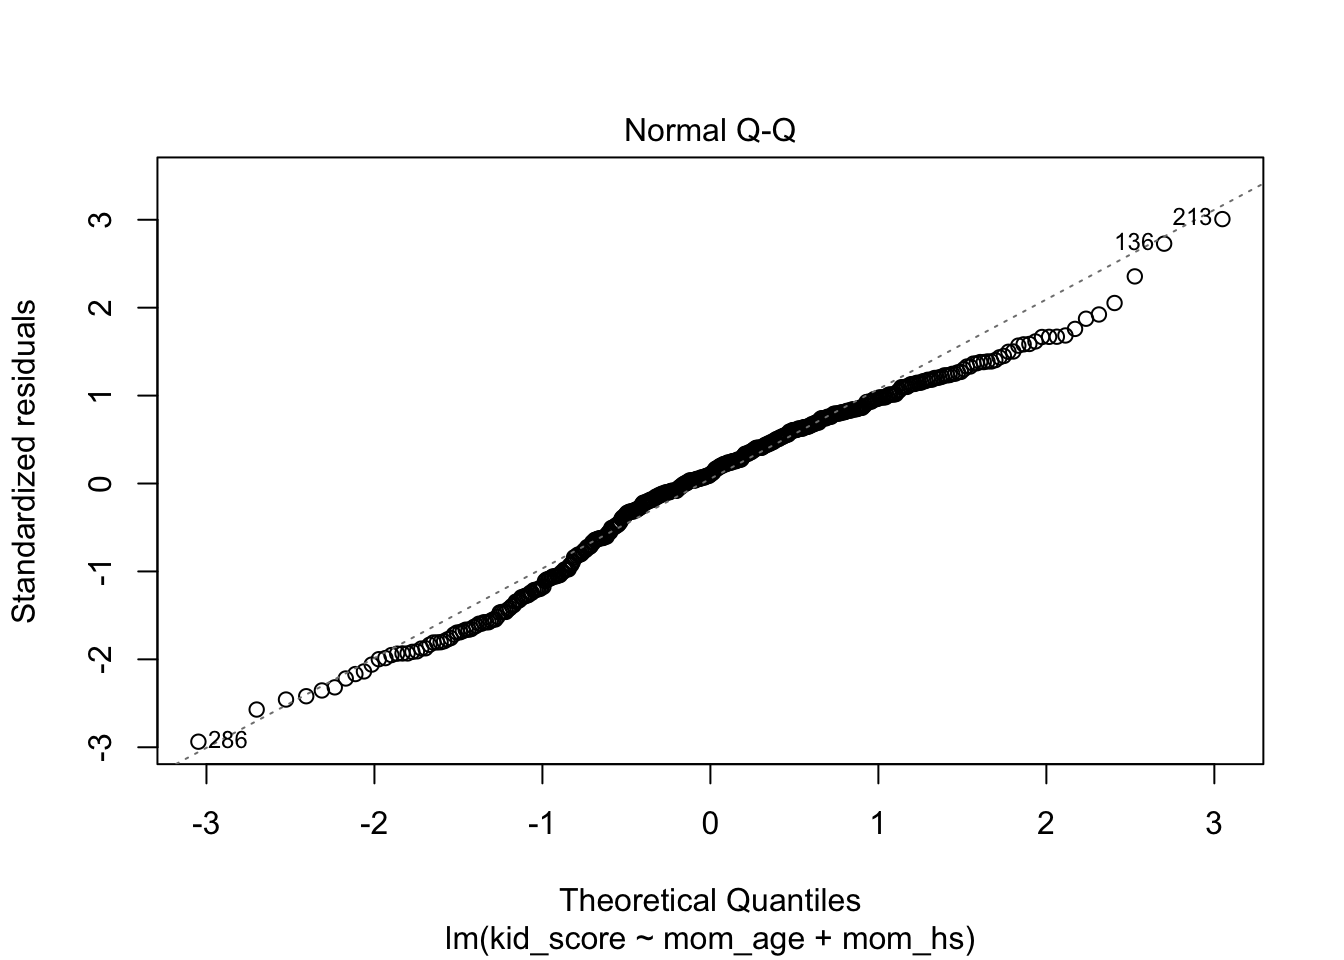 Normal Q-Q
Standardized residuals
3
2
1
0
-1
-2
-3
213
136
286
-3 -2 -1 0 1 2 3
Theoretical Quantiles
lm(kid_score ~ mom_age + mom_hs)